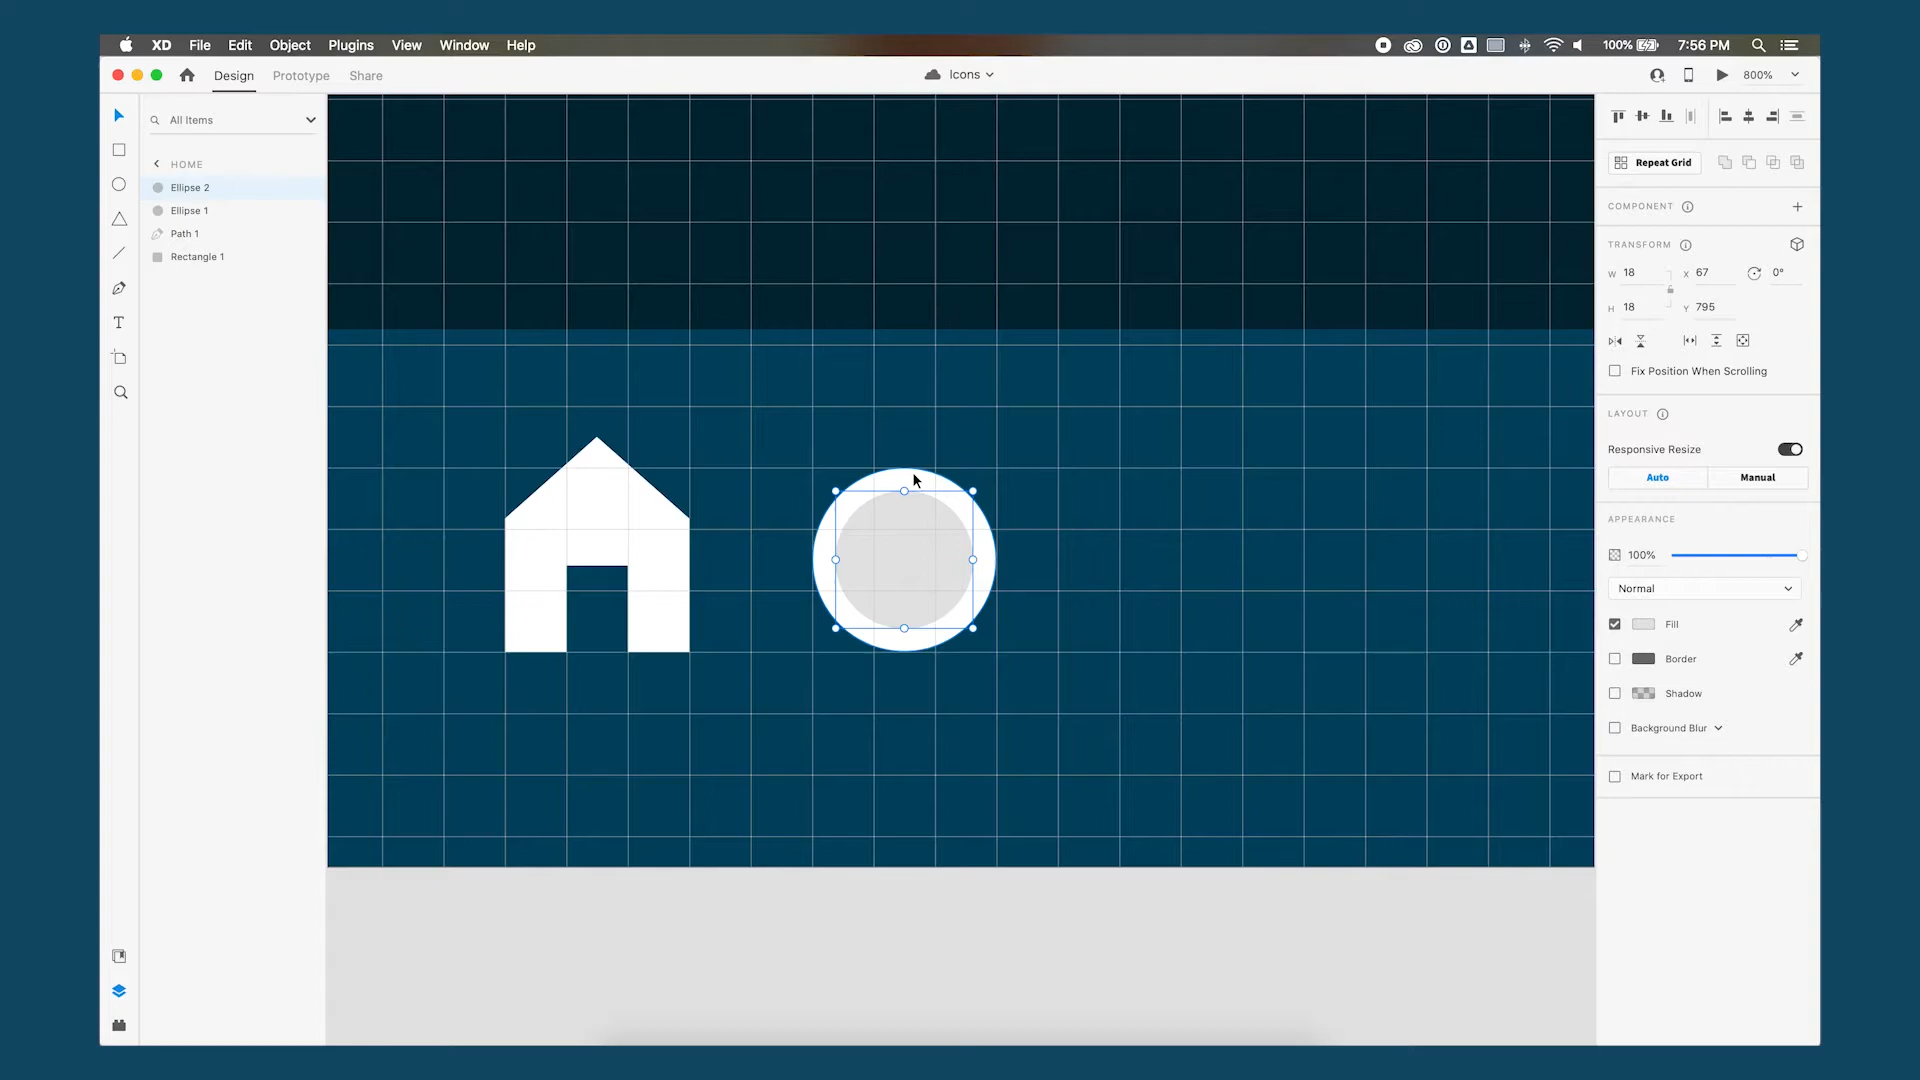 XD File Edit Object Plugins View Window Help 100% 7:56 PM
Design Prototype Share Icons 800%
All Items
HOME
Ellipse 2
Ellipse 1
Path 1
Rectangle 1
Repeat Grid
COMPONENT
TRANSFORM
W 18 X 67 0°
H 18 Y 795
Fix Position When Scrolling
LAYOUT
Responsive Resize
Auto Manual
APPEARANCE
100%
Normal
Fill
Border
Shadow
Background Blur
Mark for Export